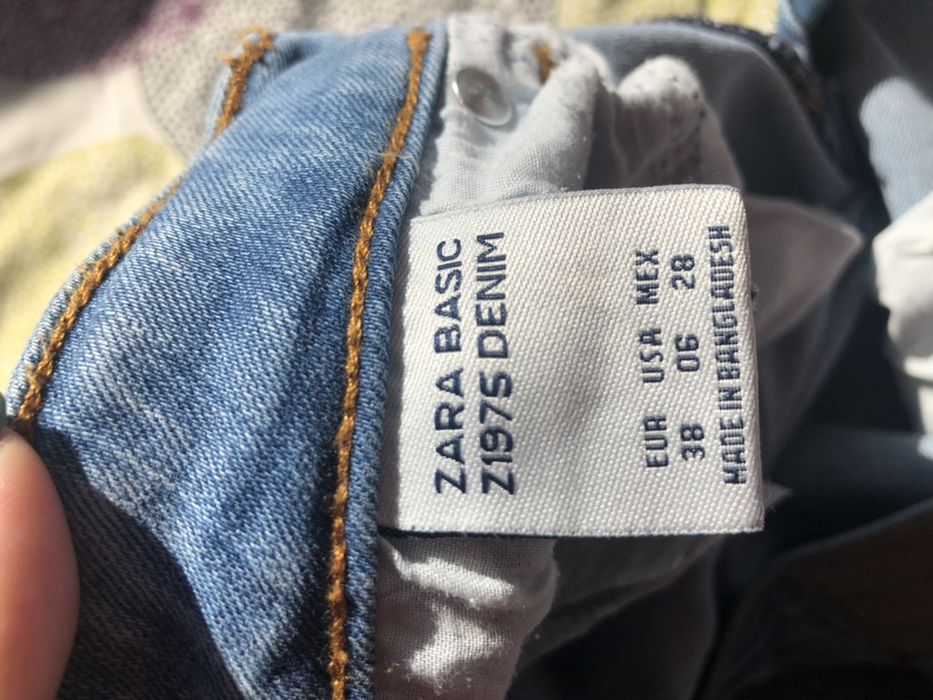 ZARA BASIC
Z1975 DENIM
EUR USA MEX
38 06 28
MADE IN BANGLADESH